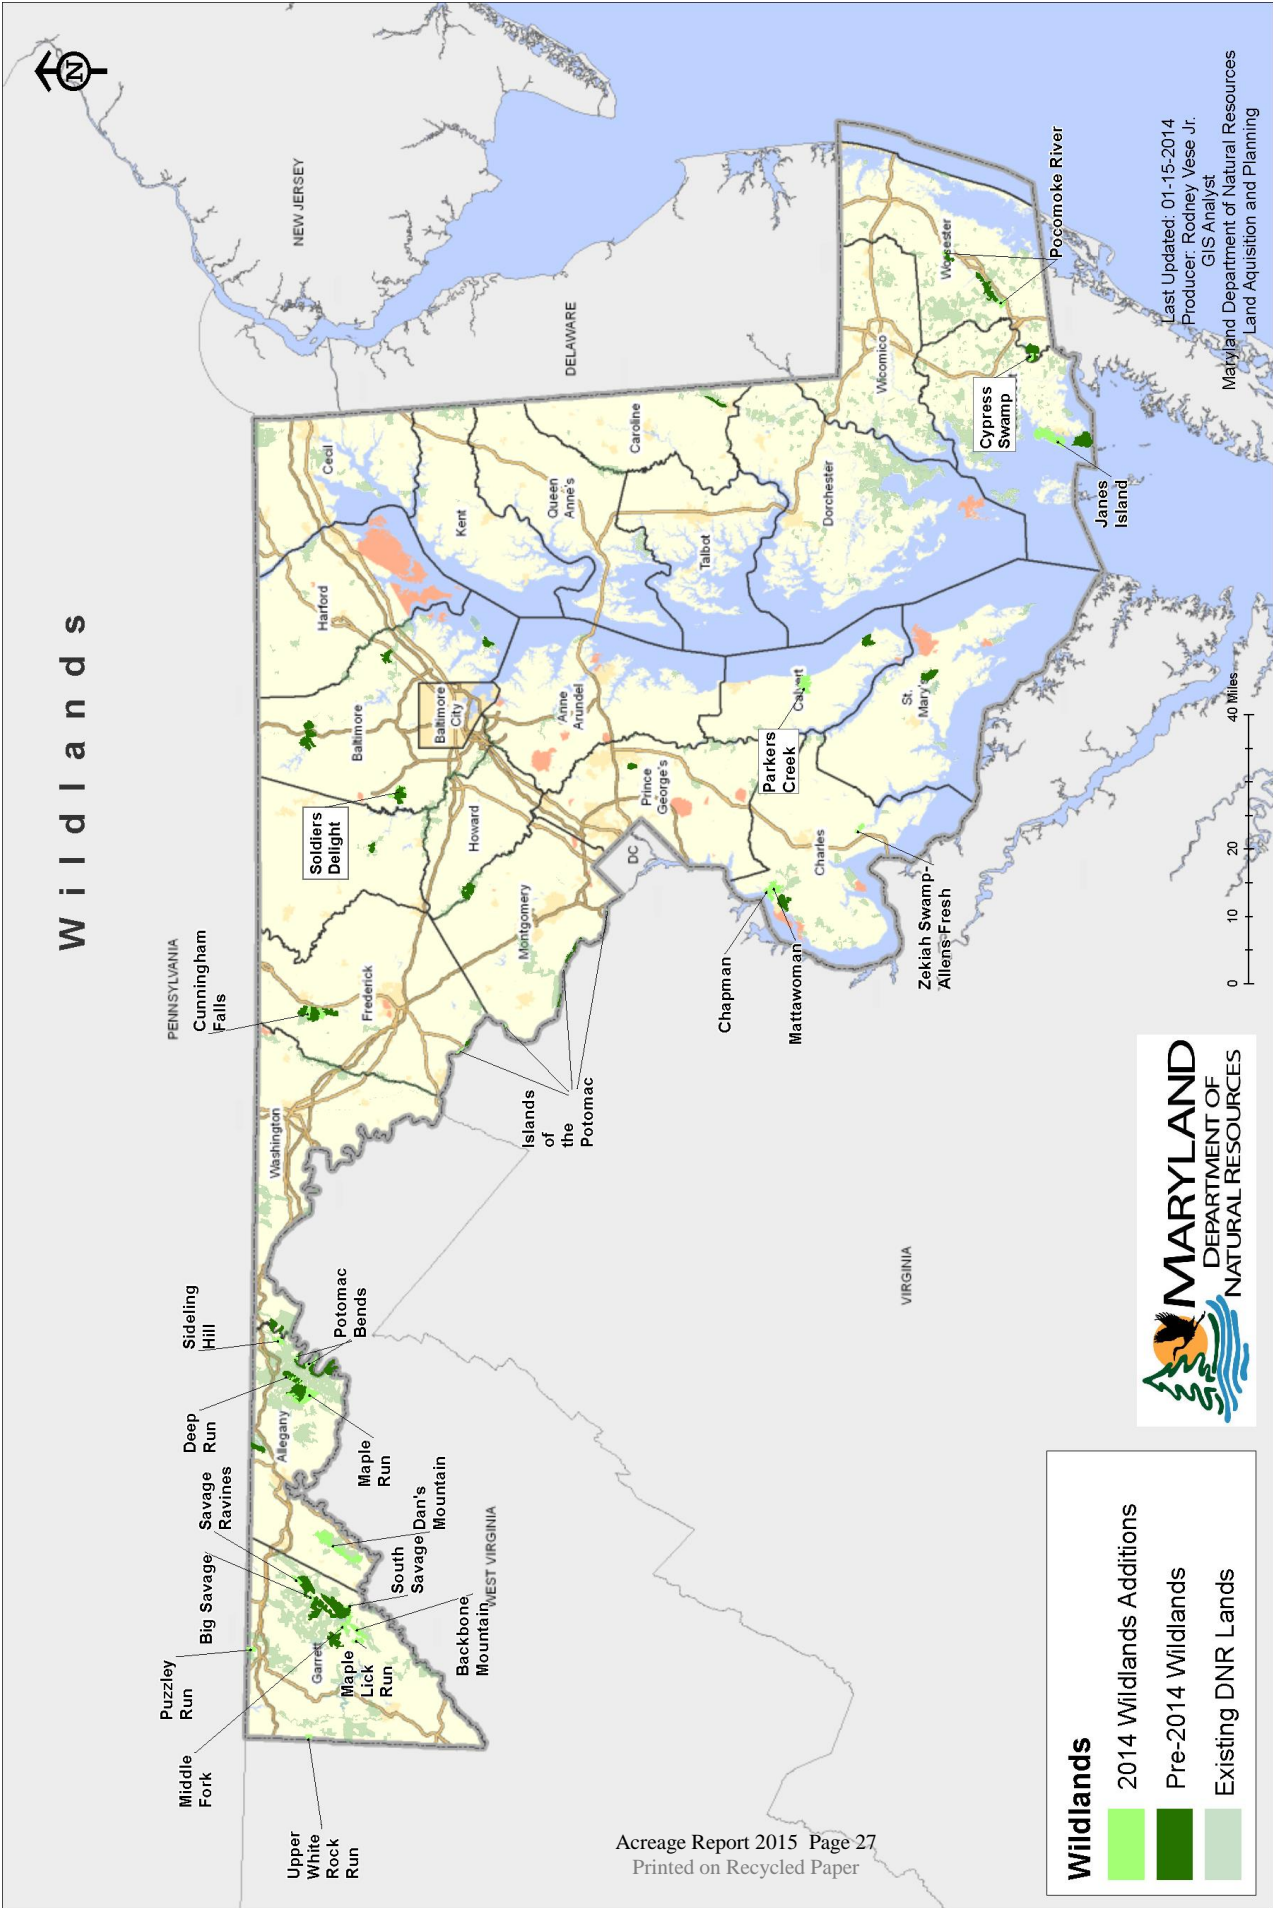 Wildlands
N
PENNSYLVANIA
NEW JERSEY
DELAWARE
VIRGINIA
WEST VIRGINIA
DC
Upper
White
Rock
Run
Middle
Fork
Puzzley
Run
Big Savage
Savage
Ravines
Deep
Run
Sideling
Hill
Potomac
Bends
Maple
Run
Dan's
Mountain
South
Savage
Backbone
Mountain
Maple
Lick
Run
Garrett
Allegany
Washington
Cunningham
Falls
Frederick
Islands
of
the
Potomac
Montgomery
Howard
Soldiers
Delight
Baltimore
Baltimore
City
Harford
Cecil
Kent
Queen
Anne's
Caroline
Talbot
Dorchester
Wicomico
Worcester
Anne
Arundel
Prince
George's
Charles
Calvert
St.
Mary's
Parkers
Creek
Chapman
Mattawoman
Zekiah Swamp-
Allens Fresh
Cypress
Swamp
Janes
Island
Pocomoke River
Last Updated: 01-15-2014
Producer: Rodney Vese Jr.
GIS Analyst
Maryland Department of Natural Resources
Land Aquisition and Planning
0 10 20 40 Miles
MARYLAND
DEPARTMENT OF
NATURAL RESOURCES
Wildlands
2014 Wildlands Additions
Pre-2014 Wildlands
Existing DNR Lands
Acreage Report 2015 Page 27
Printed on Recycled Paper